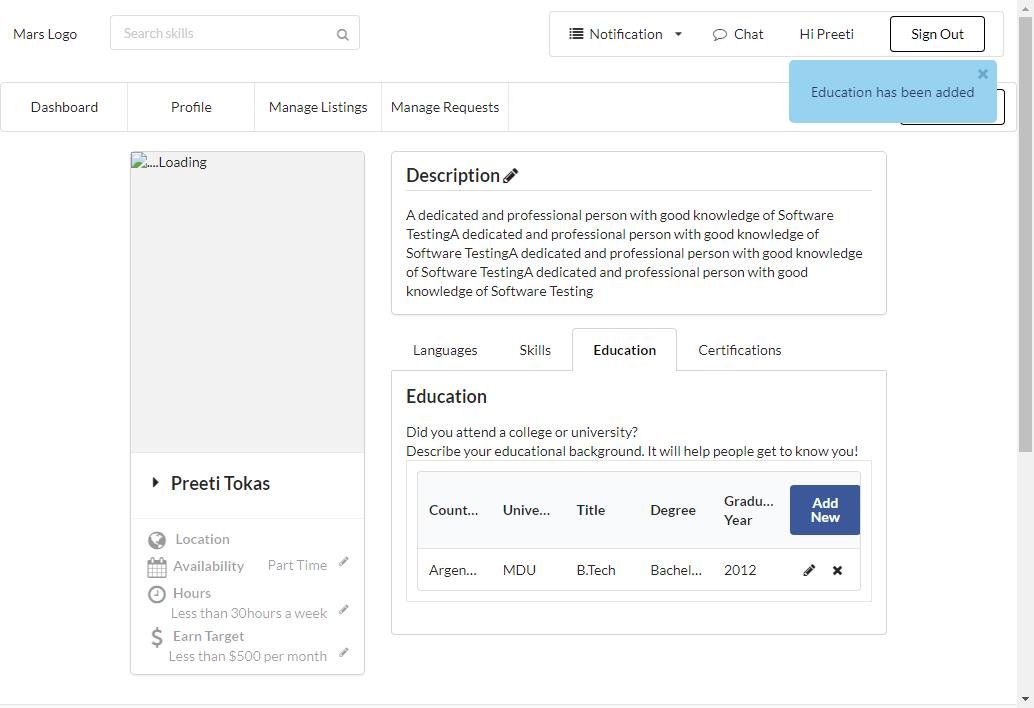 Mars Logo
Search skills
Notification
Chat
Hi Preeti
Sign Out
Education has been added
Dashboard
Profile
Manage Listings
Manage Requests
....Loading
Preeti Tokas
Location
Availability
Part Time
Hours
Less than 30hours a week
Earn Target
Less than $500 per month
Description
A dedicated and professional person with good knowledge of Software
TestingA dedicated and professional person with good knowledge of
Software TestingA dedicated and professional person with good knowledge
of Software TestingA dedicated and professional person with good
knowledge of Software Testing
Languages
Skills
Education
Certifications
Education
Did you attend a college or university?
Describe your educational background. It will help people get to know you!
Count...
Unive...
Title
Degree
Gradu...
Year
Add
New
Argen...
MDU
B.Tech
Bachel...
2012